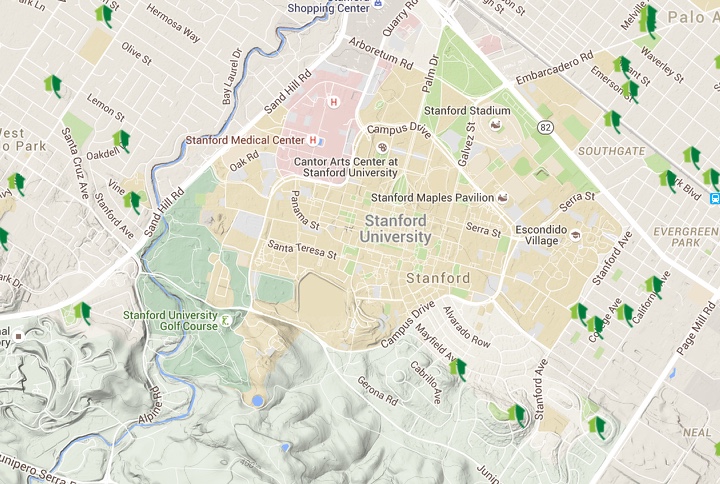 Shopping Center
Hermosa Way
Quarry Ro
Palo A
Olive St
Arboretum Rd
Waverley St
Palm Dr
Embarcadero Rd
Bay Laurel Dr
Sand Hill Rd
Emerson St
Lemon St
H
Stanford Stadium
Campus Drive
82
West
lo Park
Santa Cruz Ave
Stanford Medical Center H
Galvez St
SOUTHGATE
Oakdell
Oak Rd
Cantor Arts Center at
Stanford University
Park Blvd
Vine
Stanford Ave
Sand Hill Rd
Panama St
Stanford Maples Pavilion
Serra St
Stanford
University
Serra St
Escondido
Village
EVERGREEN
PARK
Santa Teresa St
Stanford Ave
Park Dr
Stanford
California Ave
Stanford University
Golf Course
Campus Drive
Alvarado Row
College Ave
Page Mill Rd
Mayfield Ave
Cabrillo Ave
Stanford Ave
Gerona Rd
Alpine Rd
NEAL
400
Junipero Serra B
Junip